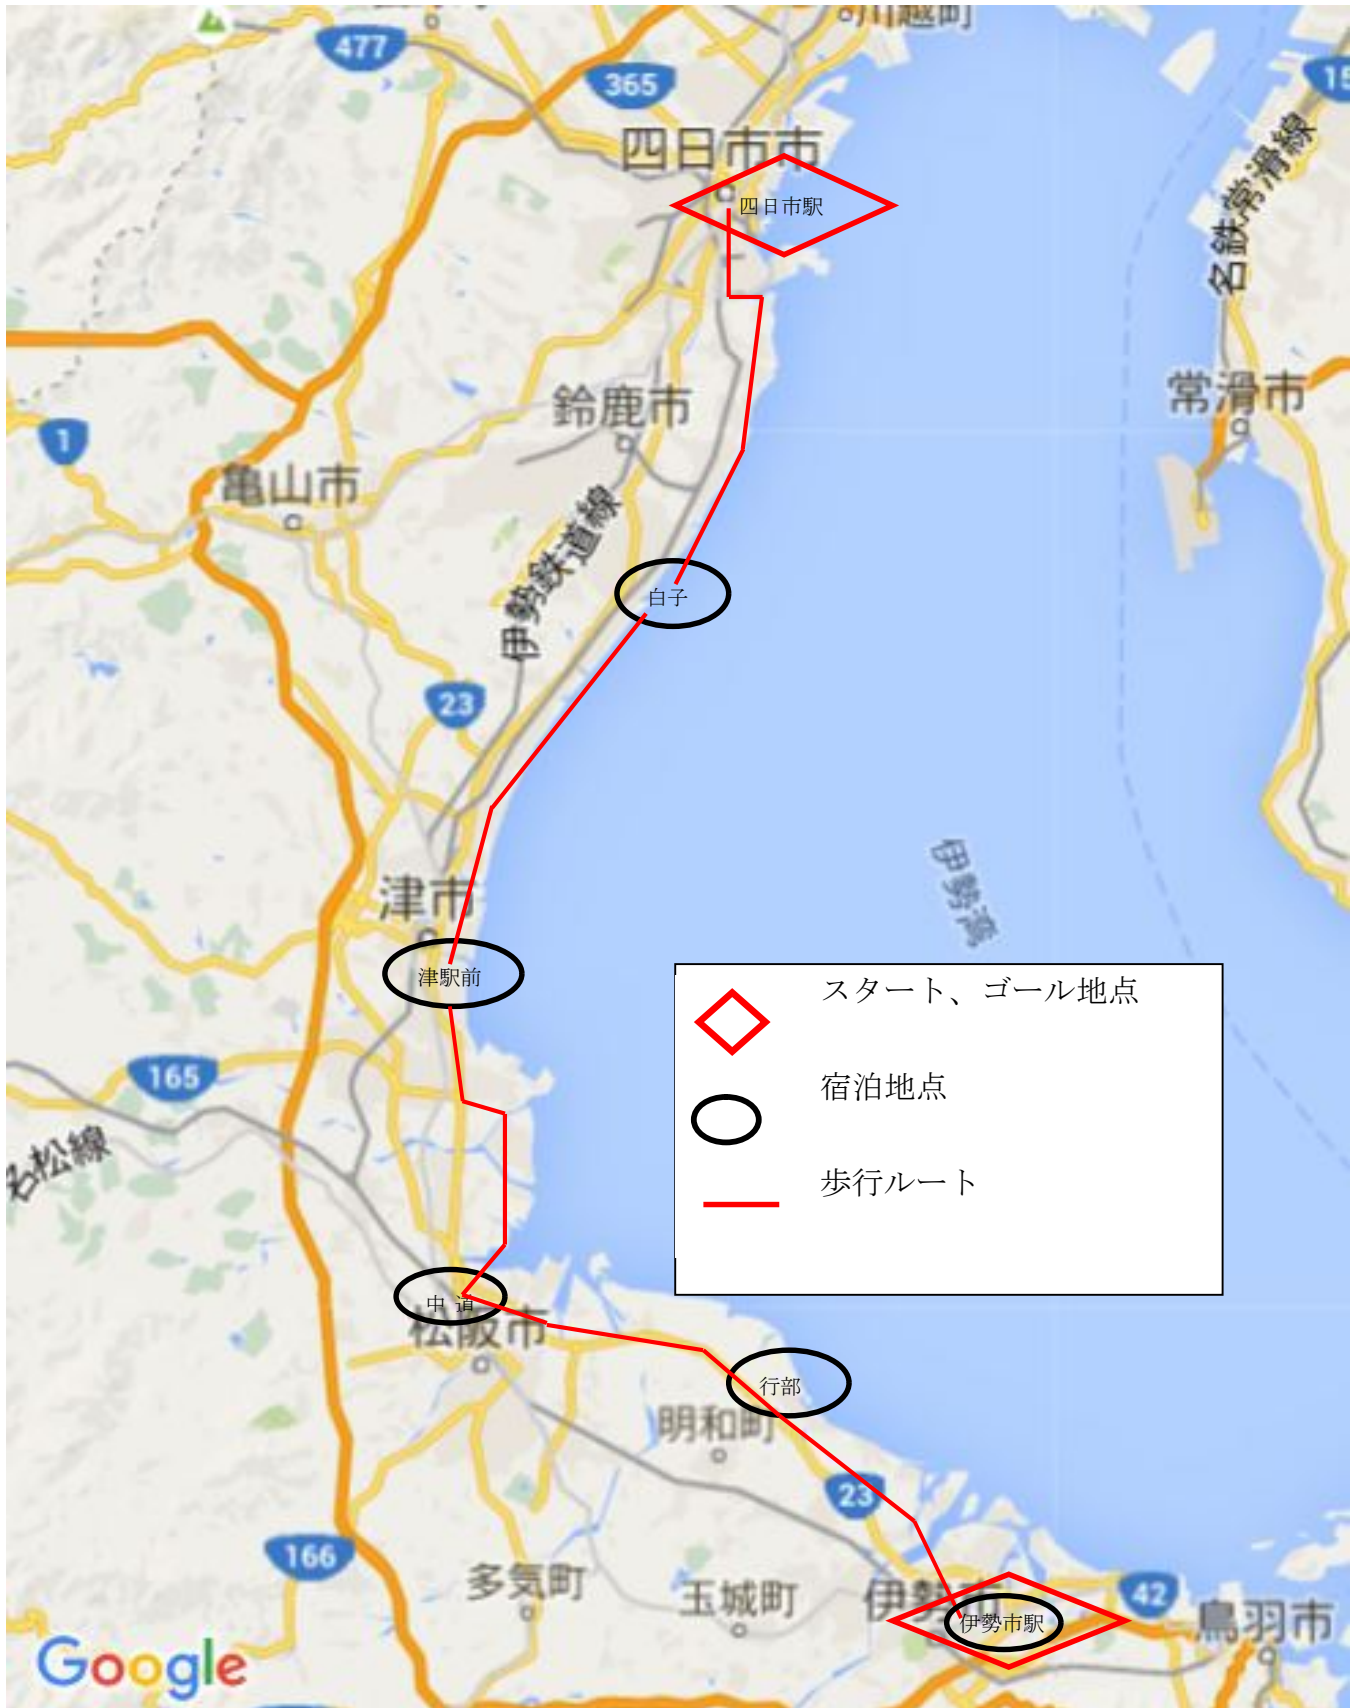 川越町
477
365
15
四日市市
四日市駅
名鉄常滑線
鈴鹿市
常滑市
1
亀山市
伊勢鉄道線
白子
23
津市
伊勢湾
津駅前
スタート、ゴール地点
165
宿泊地点
名松線
歩行ルート
中道
松阪市
行部
明和町
23
166
多気町
玉城町
伊勢市
42
伊勢市駅
鳥羽市
Google